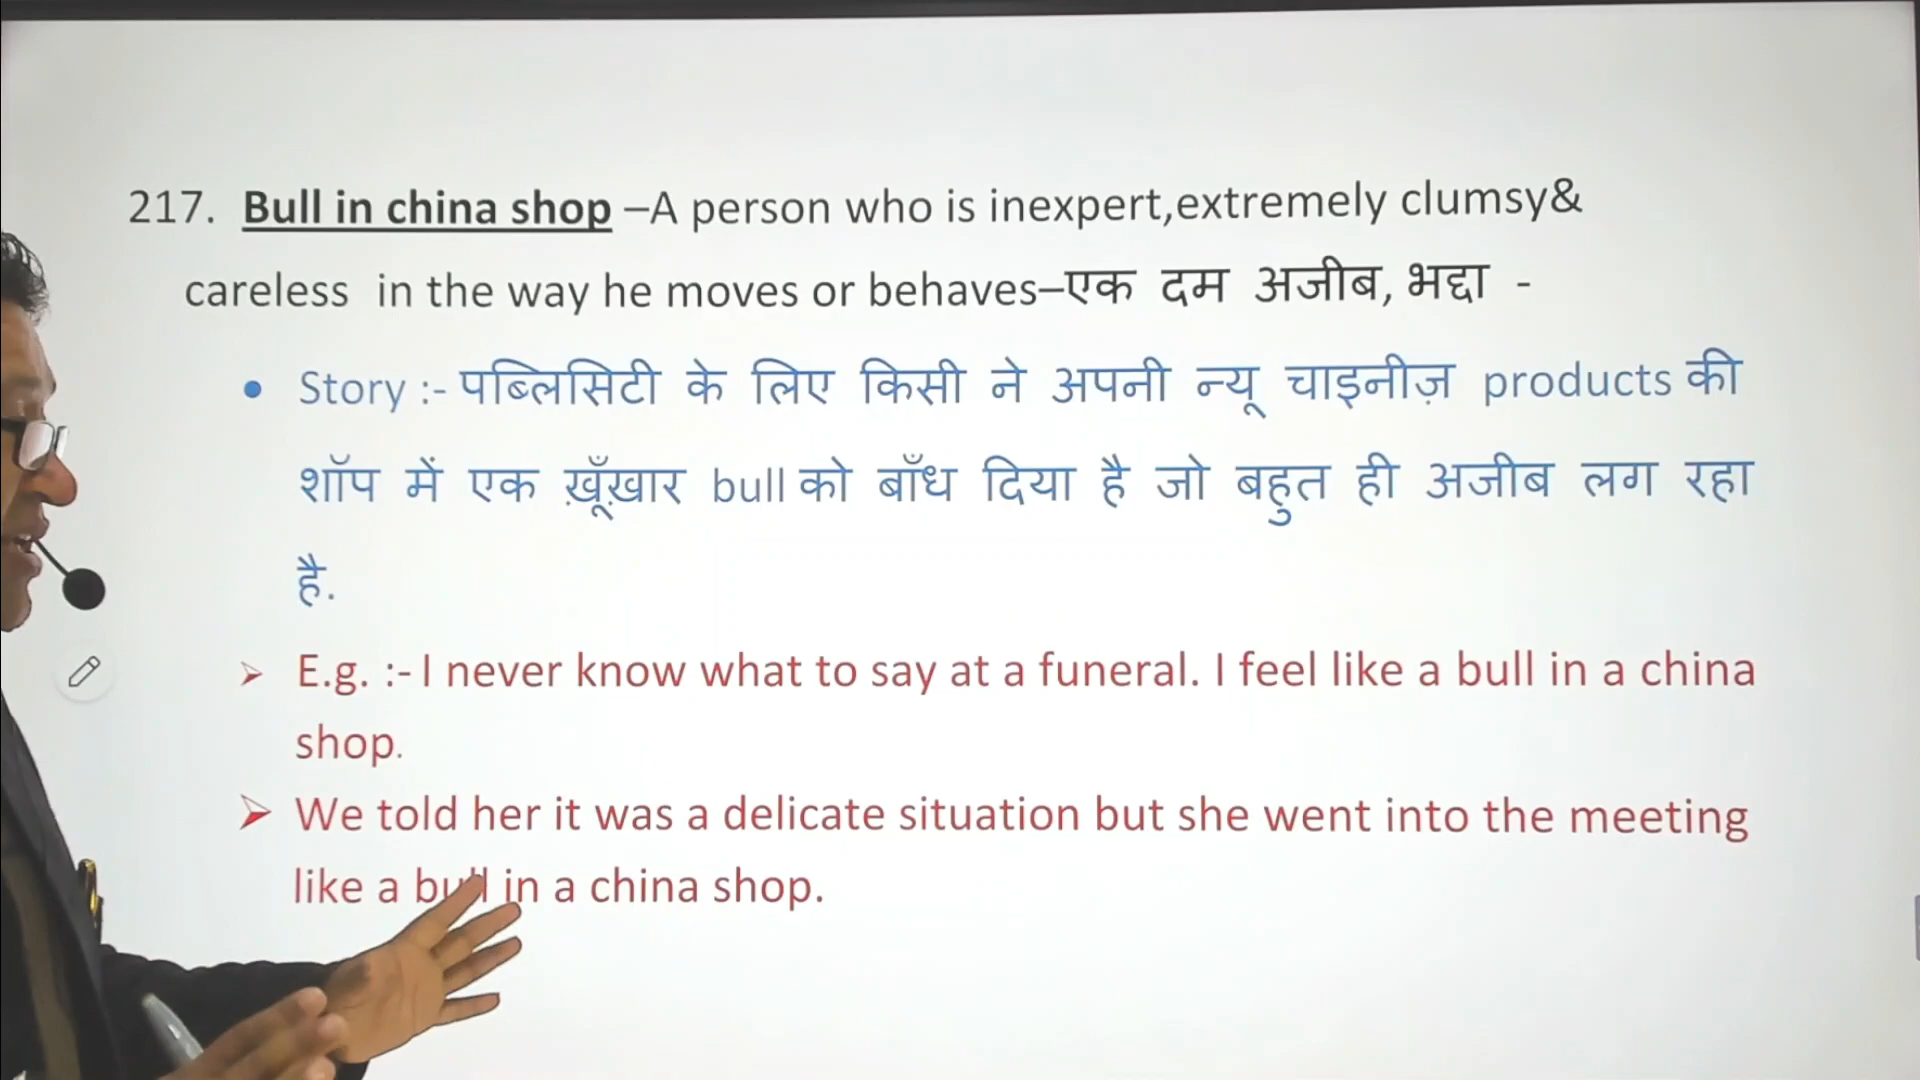 217. Bull in china shop –A person who is inexpert,extremely clumsy&
careless in the way he moves or behaves–एक दम अजीब, भद्दा -
• Story :- पब्लिसिटी के लिए किसी ने अपनी न्यू चाइनीज़ products की
शॉप में एक ख़ूँख़ार bull को बाँध दिया है जो बहुत ही अजीब लग रहा
है.
➢ E.g. :- I never know what to say at a funeral. I feel like a bull in a china
shop.
➢ We told her it was a delicate situation but she went into the meeting
like a bull in a china shop.